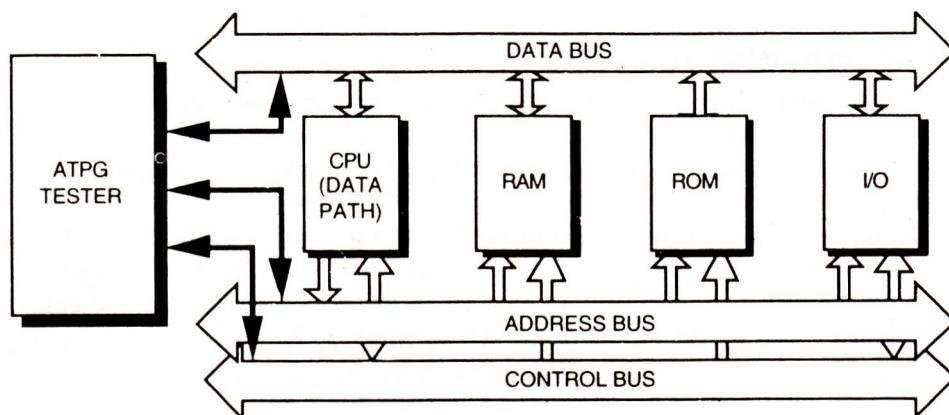 DATA BUS
ATPG
TESTER
CPU
(DATA
PATH)
RAM
ROM
I/O
ADDRESS BUS
CONTROL BUS